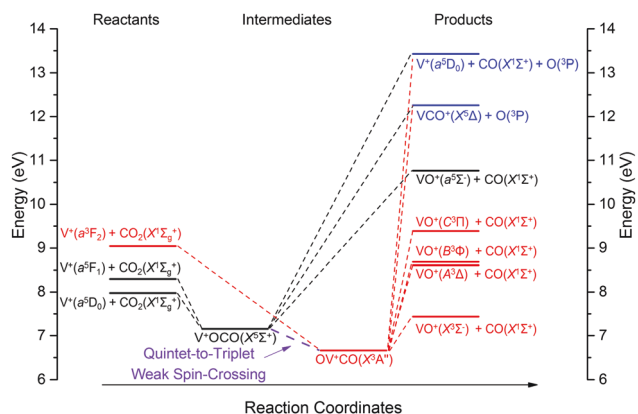 Reactants Intermediates Products
14 14
13 13
12 12
11 11
10 10
9 9
8 8
7 7
6 6
Energy (eV)
Energy (eV)
V⁺(a³F₂) + CO₂(X¹Σg⁺)
V⁺(a⁵F₁) + CO₂(X¹Σg⁺)
V⁺(a⁵D₀) + CO₂(X¹Σg⁺)
V⁺OCO(X⁵Σ⁺)
Quintet-to-Triplet
Weak Spin-Crossing
OV⁺CO(X³A")
V⁺(a⁵D₀) + CO(X¹Σ⁺) + O(³P)
VCO⁺(X⁵Δ) + O(³P)
VO⁺(a⁵Σ⁻) + CO(X¹Σ⁺)
VO⁺(C³Π) + CO(X¹Σ⁺)
VO⁺(B³Φ) + CO(X¹Σ⁺)
VO⁺(A³Δ) + CO(X¹Σ⁺)
VO⁺(X³Σ⁻) + CO(X¹Σ⁺)
Reaction Coordinates